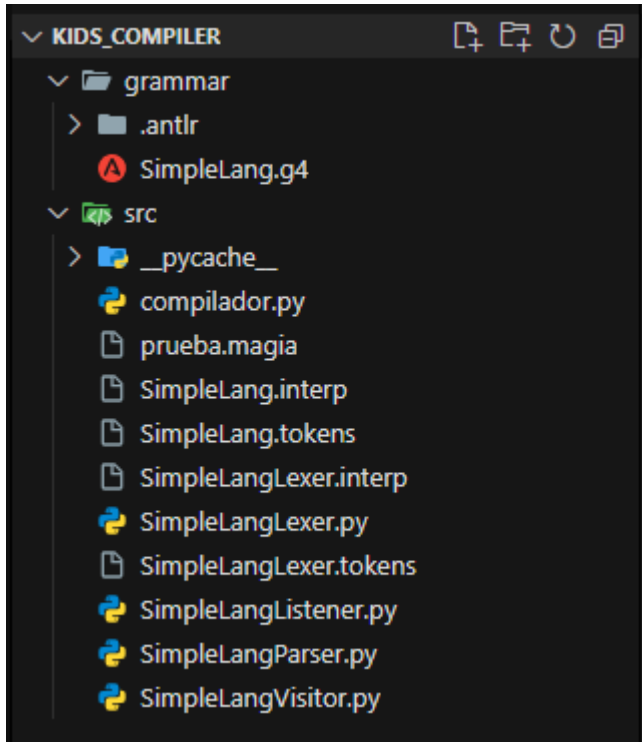 KIDS_COMPILER
grammar
.antlr
SimpleLang.g4
src
__pycache__
compilador.py
prueba.magia
SimpleLang.interp
SimpleLang.tokens
SimpleLangLexer.interp
SimpleLangLexer.py
SimpleLangLexer.tokens
SimpleLangListener.py
SimpleLangParser.py
SimpleLangVisitor.py